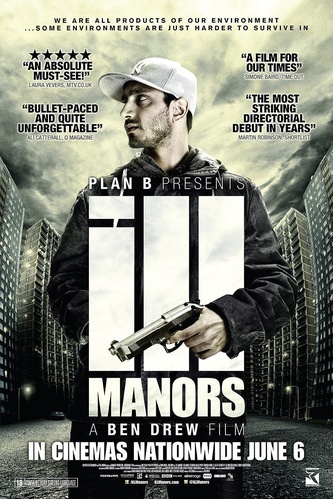 WE ARE ALL PRODUCTS OF OUR ENVIRONMENT
...SOME ENVIRONMENTS ARE JUST HARDER TO SURVIVE IN
"AN ABSOLUTE
MUST-SEE!"
LAURA VEVERS, MTV.CO.UK
"BULLET-PACED
AND QUITE
UNFORGETTABLE"
ALI CATTERALL, Q MAGAZINE
"A FILM FOR
OUR TIMES"
SIMONE BAIRD/TIME OUT
"THE MOST
STRIKING
DIRECTORIAL
DEBUT IN YEARS"
MARTIN ROBINSON, SHORTLIST
PLAN B PRESENTS
ill
MANORS
A BEN DREW FILM
IN CINEMAS NATIONWIDE JUNE 6
18